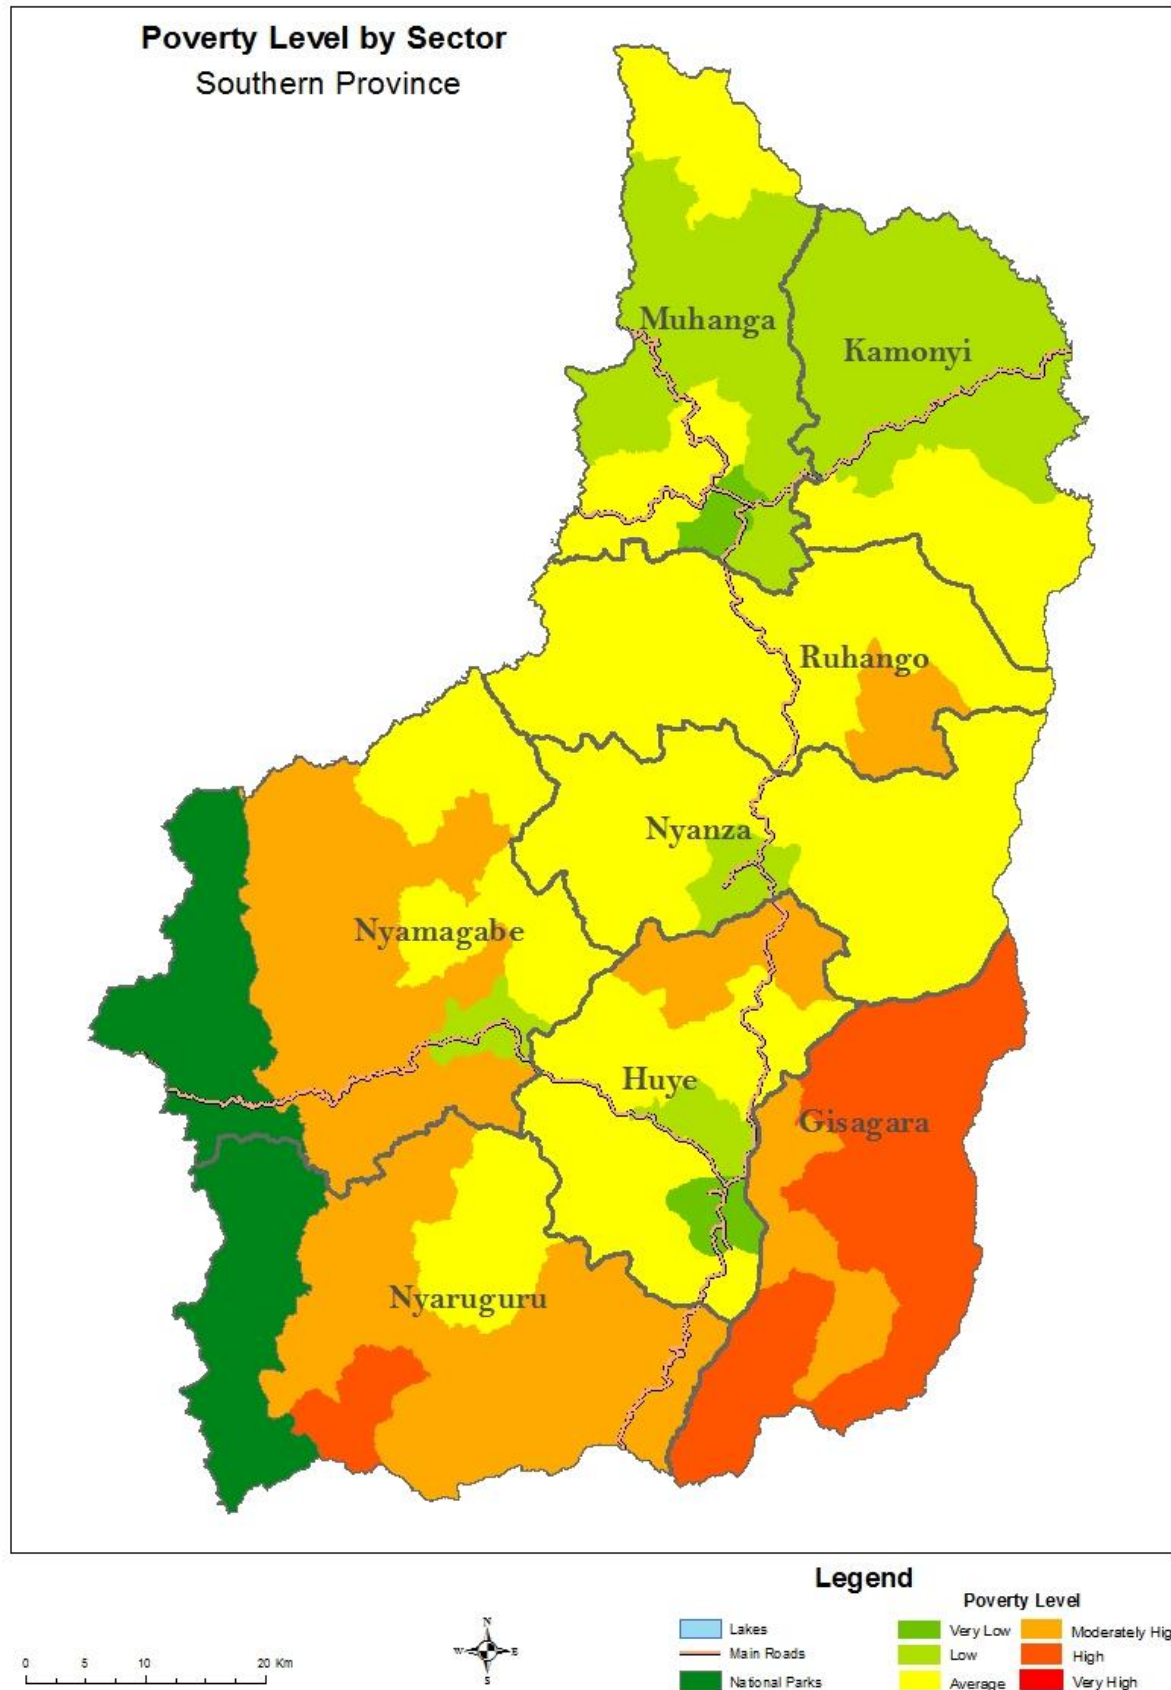 Poverty Level by Sector
Southern Province
Muhanga
Kamonyi
Ruhango
Nyanza
Nyamagabe
Huye
Gisagara
Nyaruguru
Legend
Poverty Level
Lakes
Main Roads
National Parks
Very Low
Low
Average
Moderately Hig
High
Very High
N
W E
S
0 5 10 20 Km